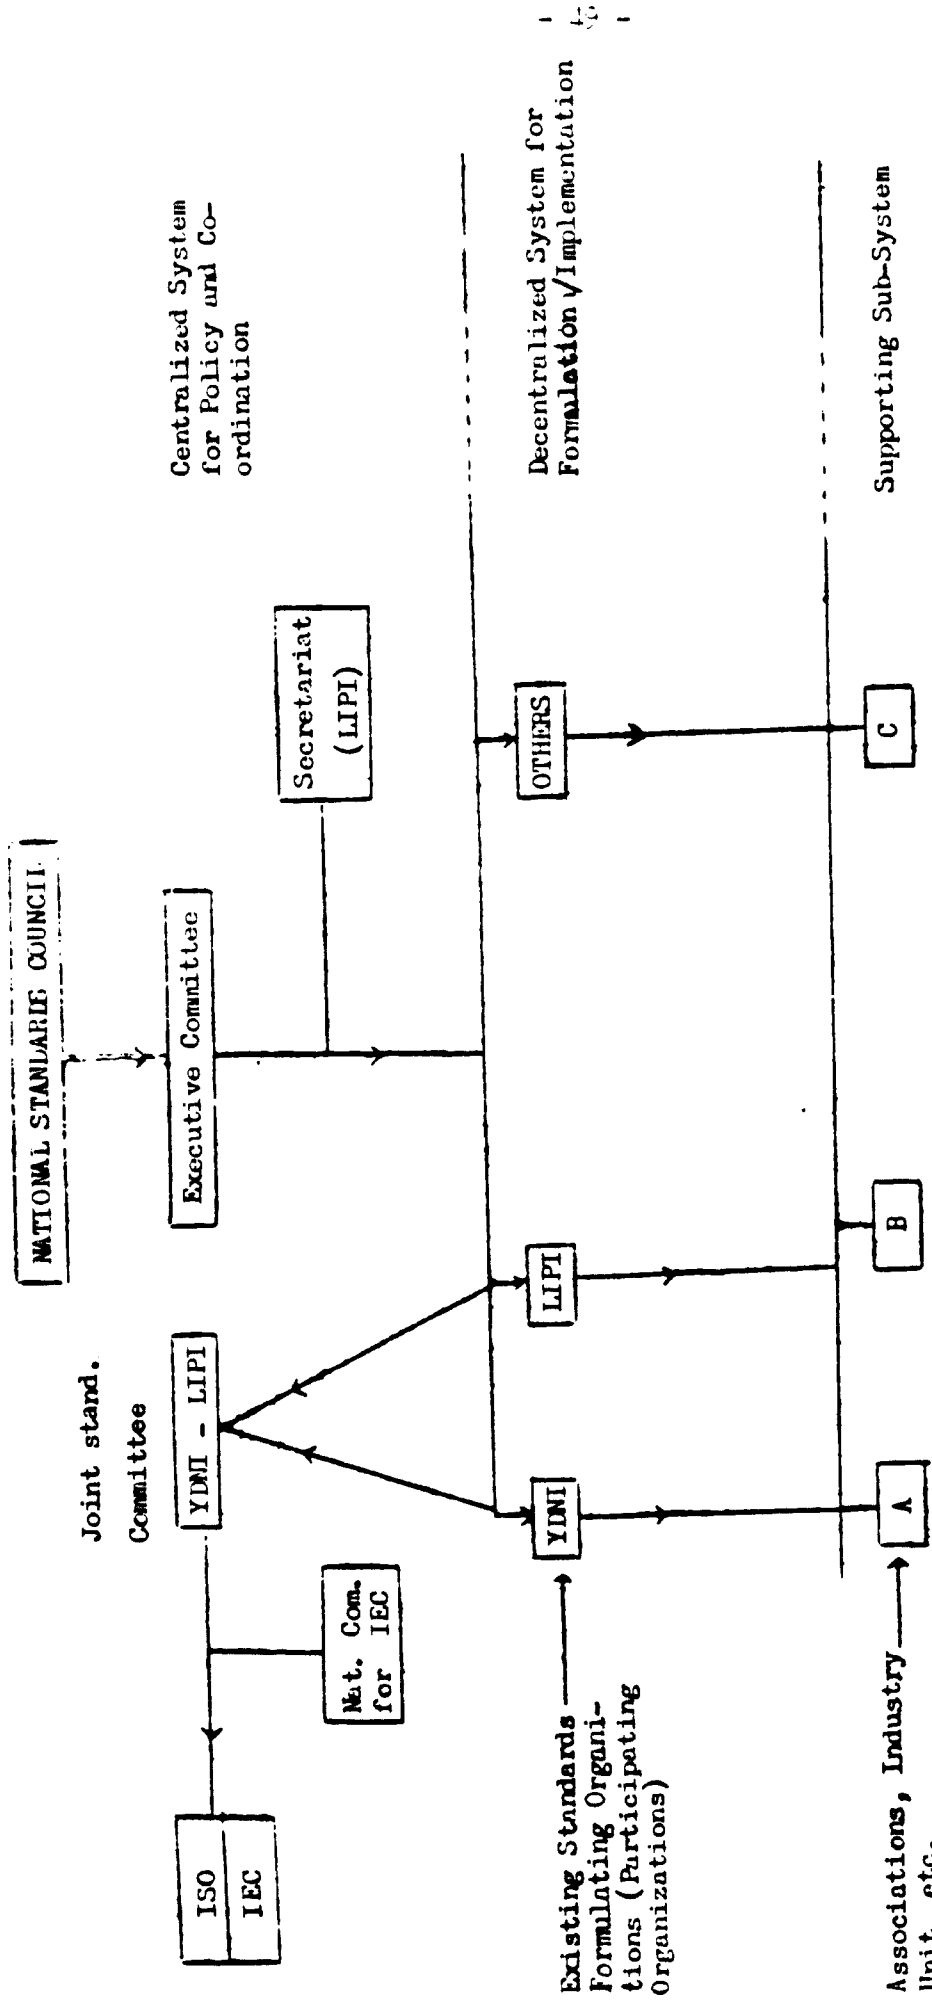 NATIONAL STANDARDS COUNCIL
Joint stand.
Committee
YDNI - LIPI
Executive Committee
Centralized System
for Policy and Co-
ordination
ISO
IEC
Nat. Com.
for IEC
Secretariat
(LIPI)
Existing Standards
Formulating Organi-
tions (Participating
Organizations)
YDNI
LIPI
OTHERS
Decentralized System for
Formulation/Implementation
Associations, Industry
Unit, etc.
A
B
C
Supporting Sub-System